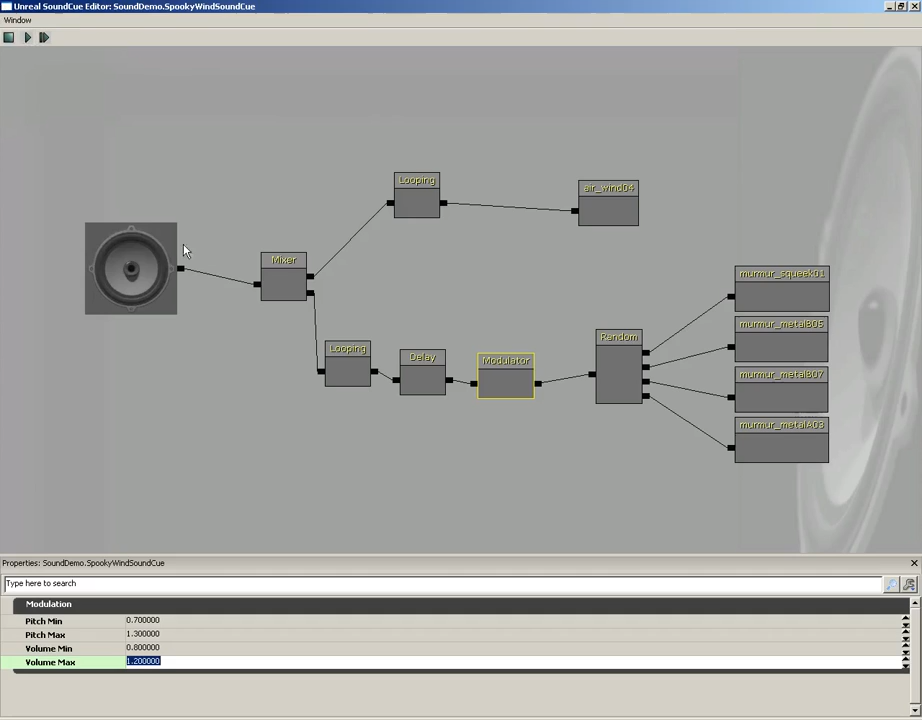 Unreal SoundCue Editor: SoundDemo.SpookyWindSoundCue
Window
Looping
air_wind04
Mixer
murmur_squeek01
murmur_metalB05
Random
Looping
Delay
Modulator
murmur_metalB07
murmur_metalA03
Properties: SoundDemo.SpookyWindSoundCue
Type here to search
Modulation
Pitch Min 0.700000
Pitch Max 1.300000
Volume Min 0.800000
Volume Max 1.200000